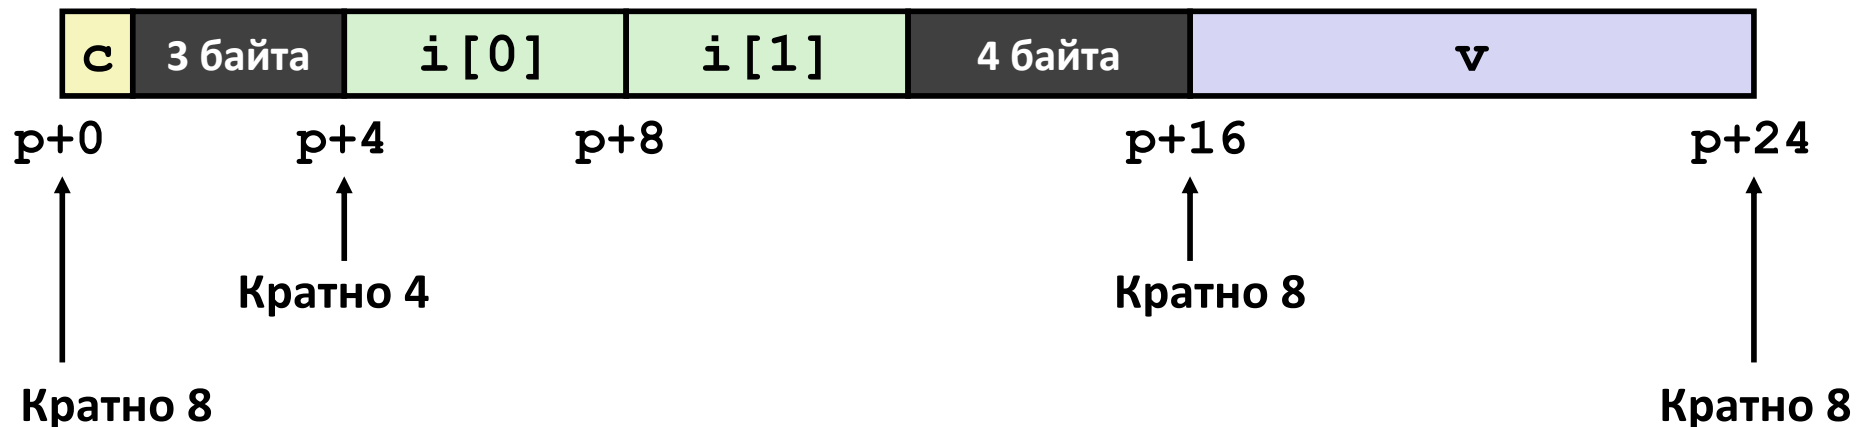 c 3 байта i[0] i[1] 4 байта v
p+0 p+4 p+8 p+16 p+24
Кратно 4 Кратно 8
Кратно 8 Кратно 8